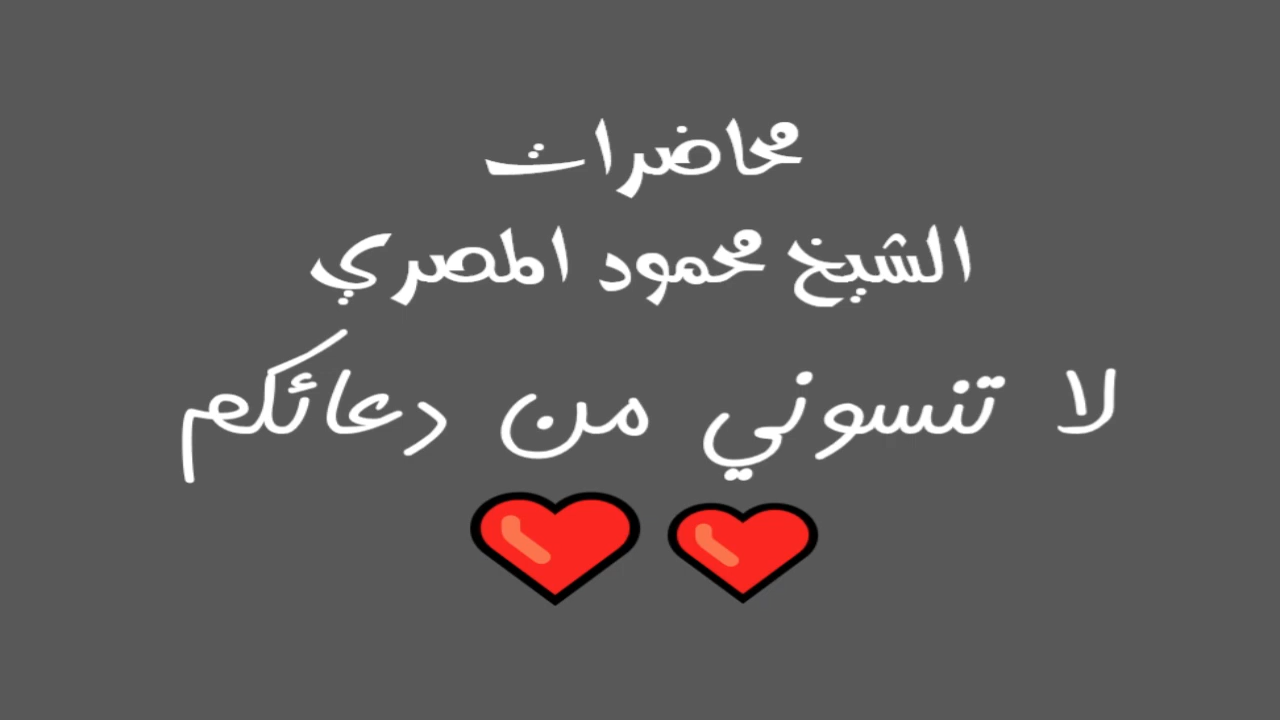 محاضرات
الشيخ محمود المصري
لا تنسوني من دعائكم